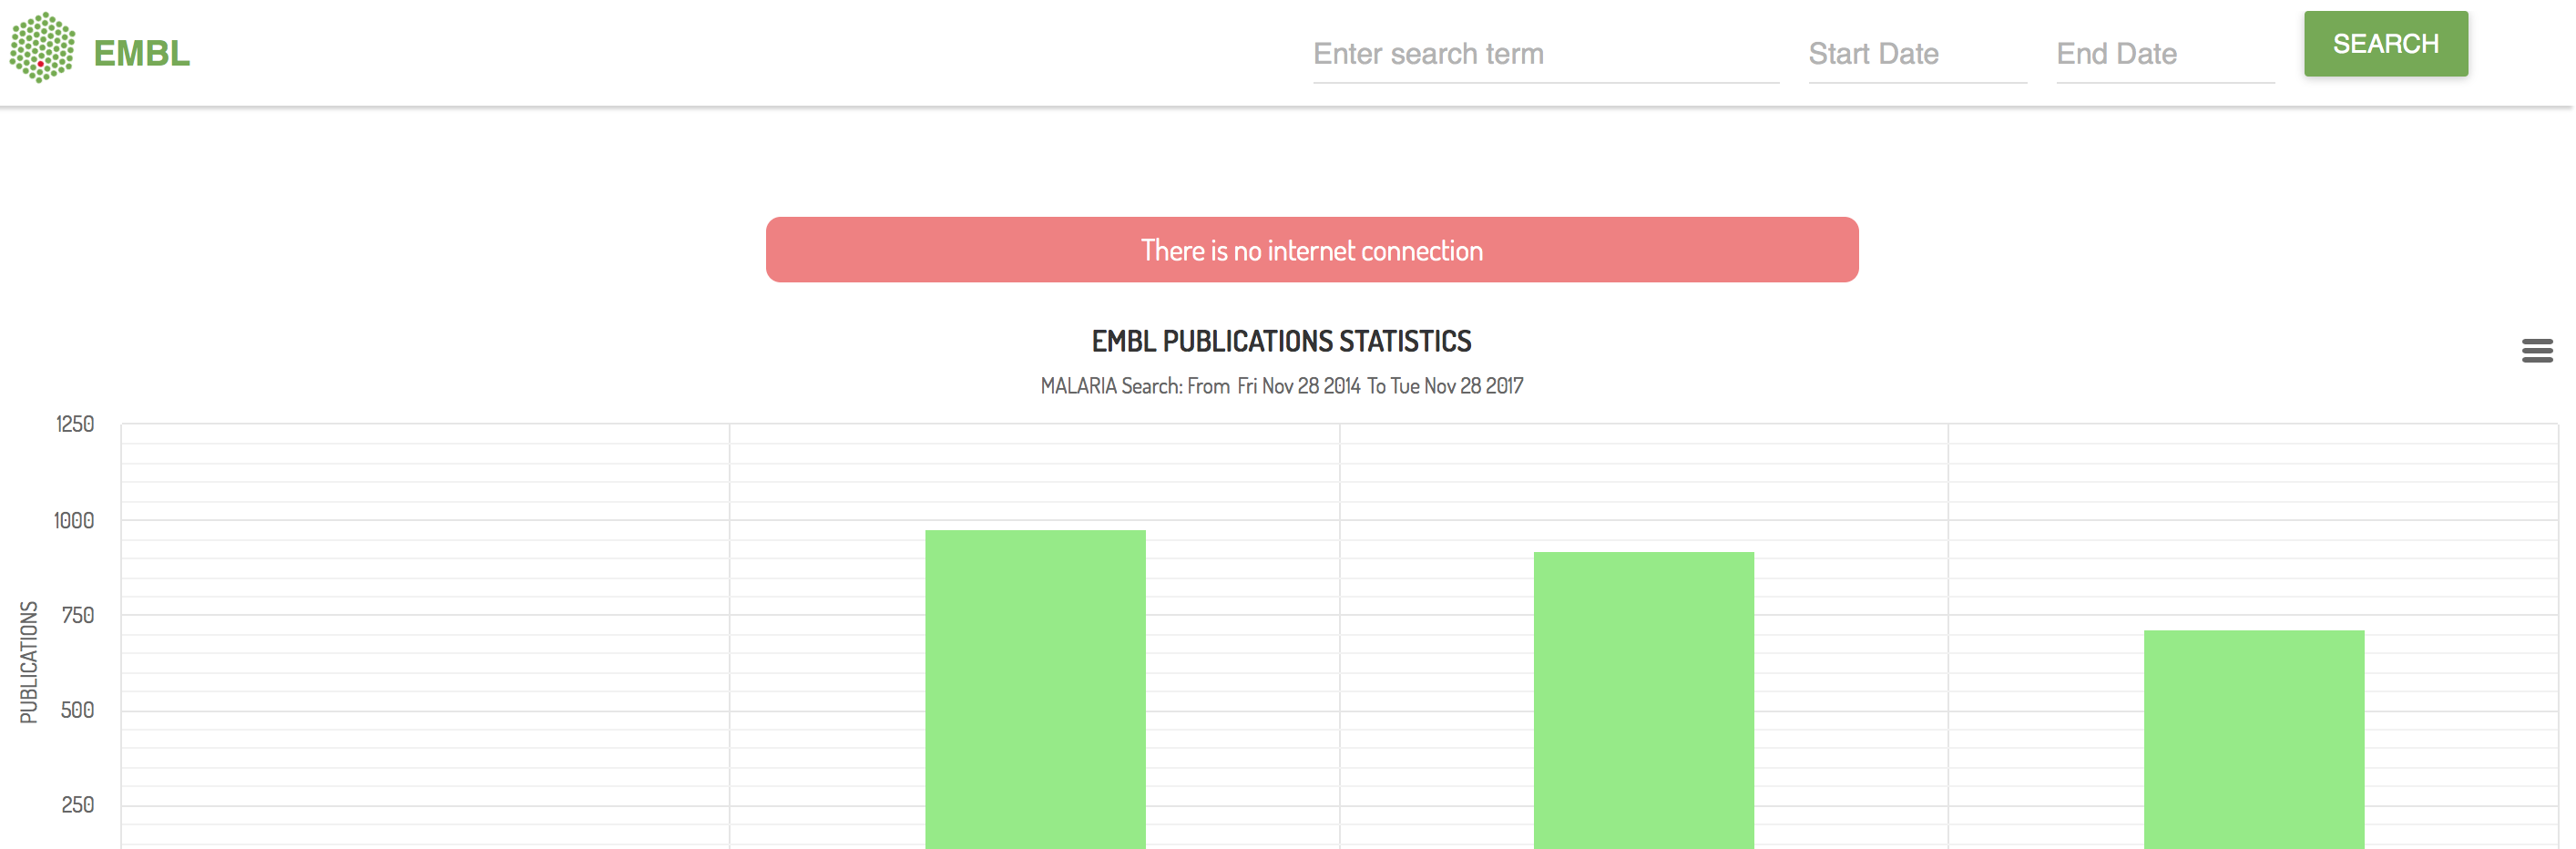 EMBL
Enter search term
Start Date
End Date
SEARCH
There is no internet connection
EMBL PUBLICATIONS STATISTICS
MALARIA Search: From Fri Nov 28 2014 To Tue Nov 28 2017
1250
1000
750
500
250
PUBLICATIONS